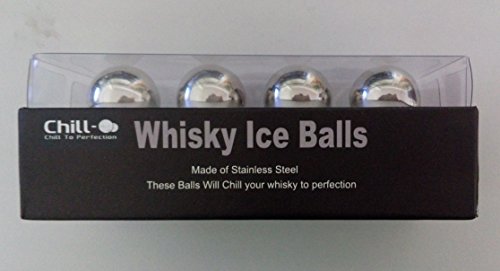 Chill-O
Chill To Perfection
Whisky Ice Balls
Made of Stainless Steel
These Balls Will Chill your whisky to perfection